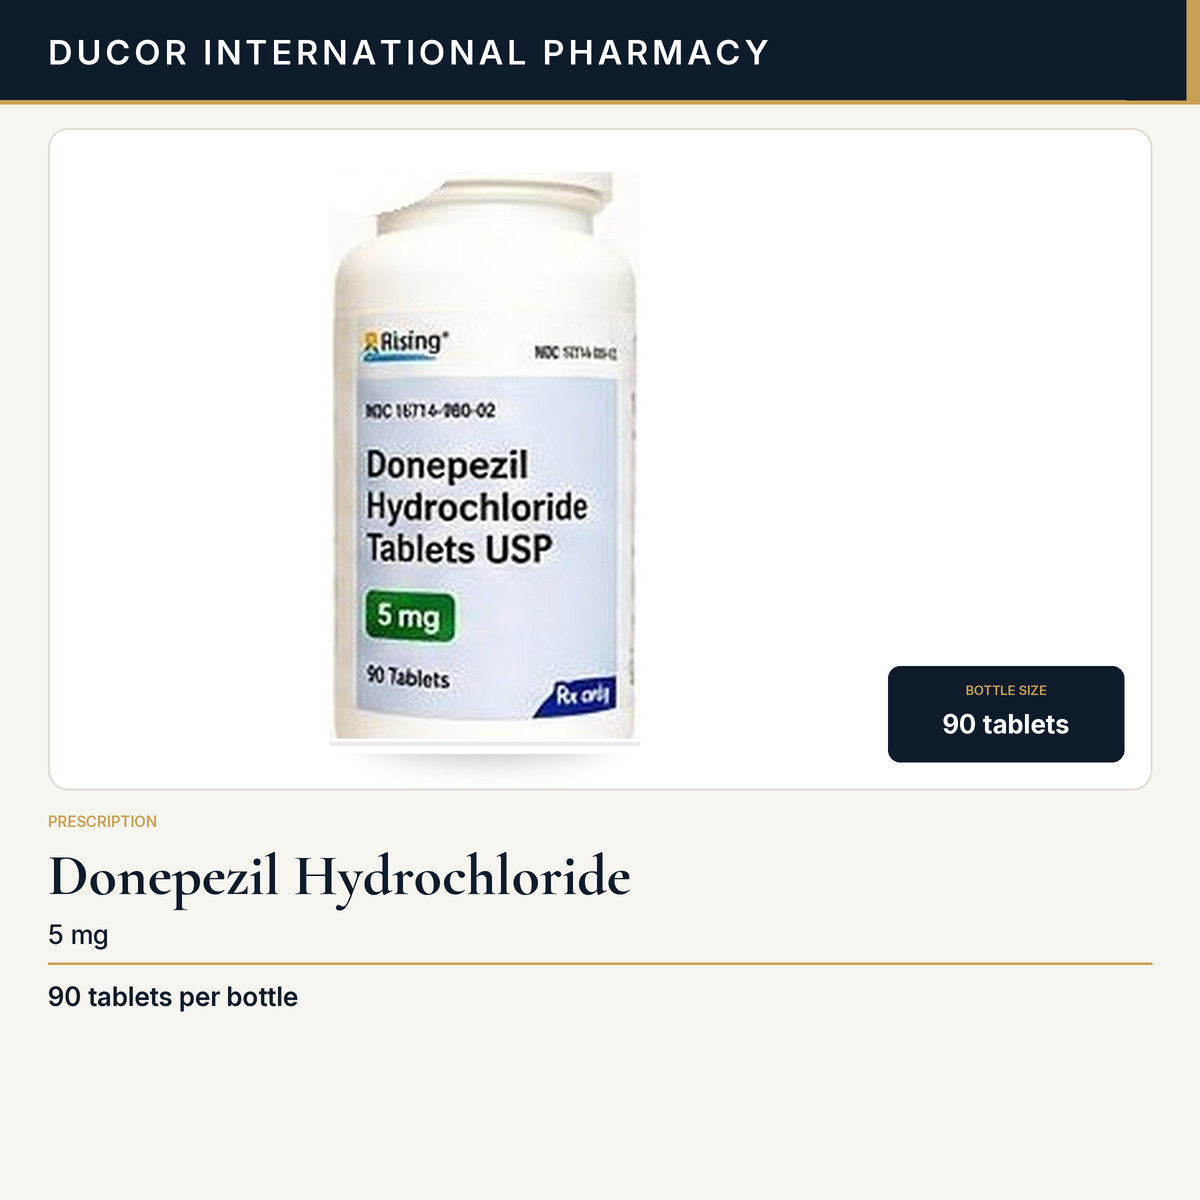 DUCOR INTERNATIONAL PHARMACY
Rising®
NDC
NDC 16714-980-02
Donepezil
Hydrochloride
Tablets USP
5 mg
90 Tablets
Rx only
BOTTLE SIZE
90 tablets
PRESCRIPTION
Donepezil Hydrochloride
5 mg
90 tablets per bottle